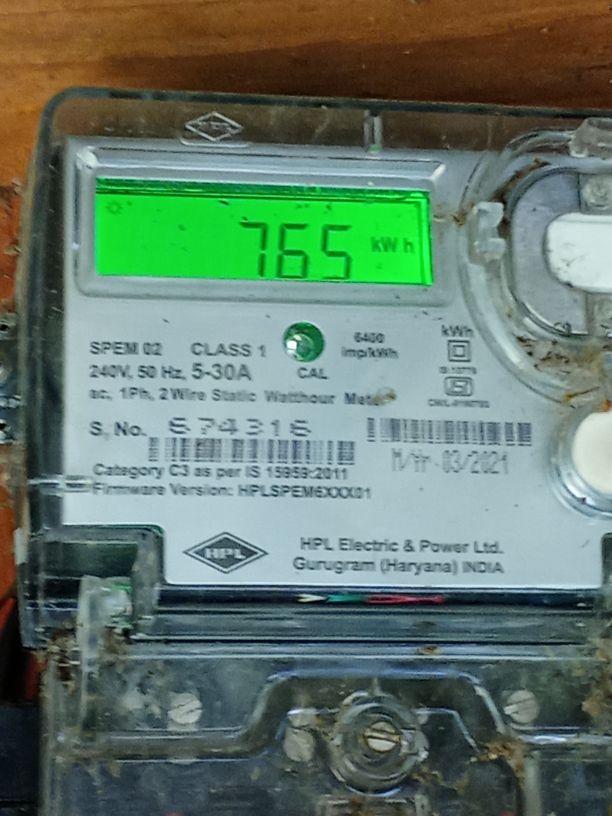 765 kWh
SPEM 02 CLASS 1
6400
imp/kWh
kWh
240V, 50 Hz, 5-30A
CAL
IS 13779
ac, 1Ph, 2 Wire Static Watthour Meter
S. No. 674316
M/Yr. 03/2021
Category C3 as per IS 15959:2011
Firmware Version: HPLSPEM6XXX01
HPL
HPL Electric & Power Ltd.
Gurugram (Haryana) INDIA